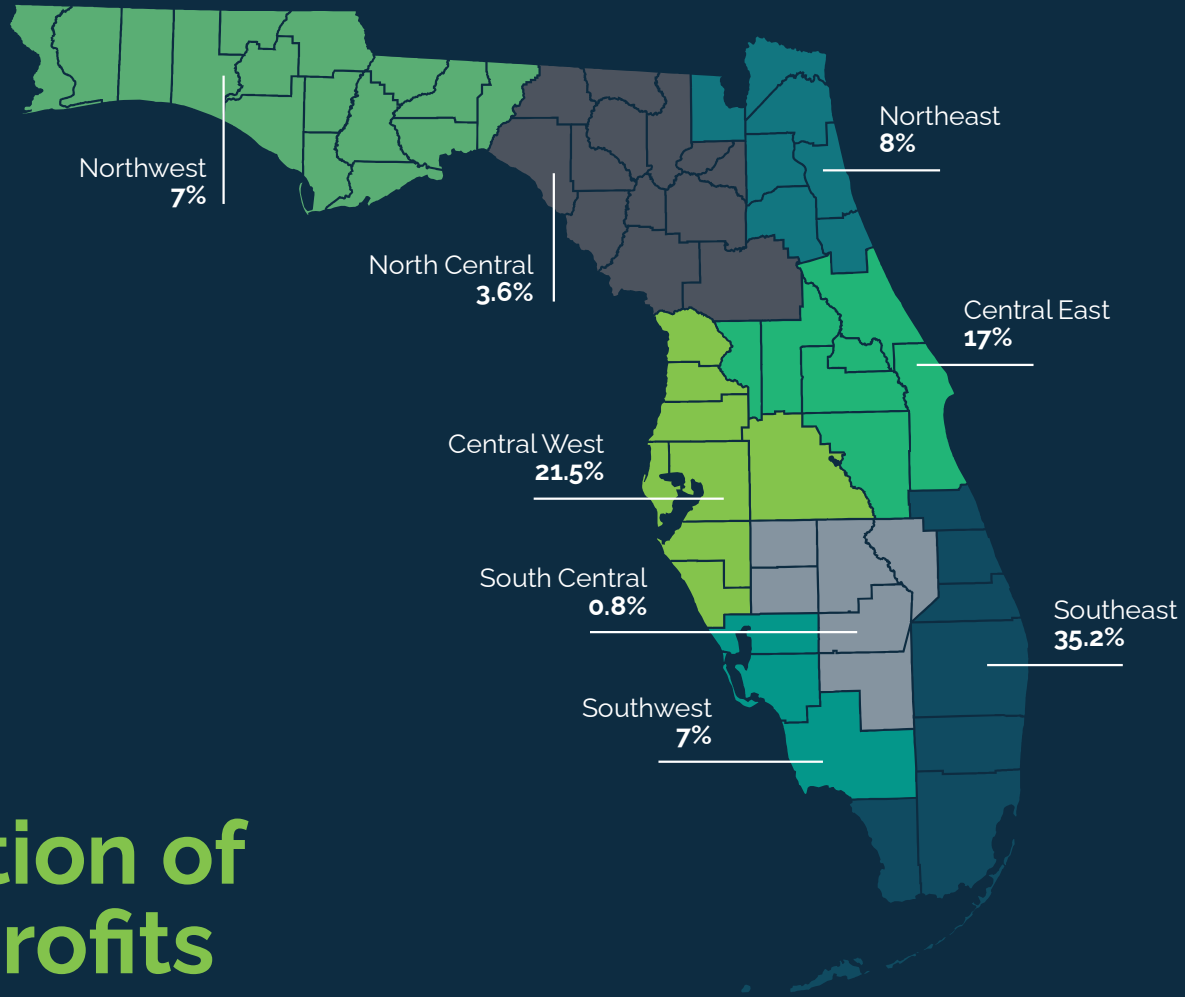 Northeast
8%
Northwest
7%
North Central
3.6%
Central East
17%
Central West
21.5%
South Central
0.8%
Southeast
35.2%
Southwest
7%
tion of
rofits